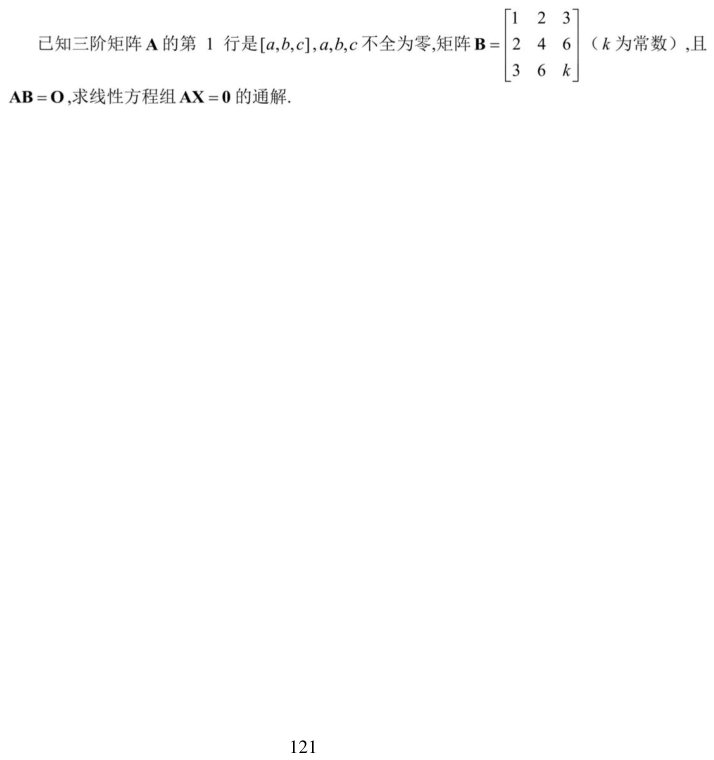 已知三阶矩阵 A 的第 1 行是[a,b,c],a,b,c 不全为零,矩阵 B = [1 2 3; 2 4 6; 3 6 k]（k 为常数）,且
AB = O,求线性方程组 AX = 0 的通解.
121